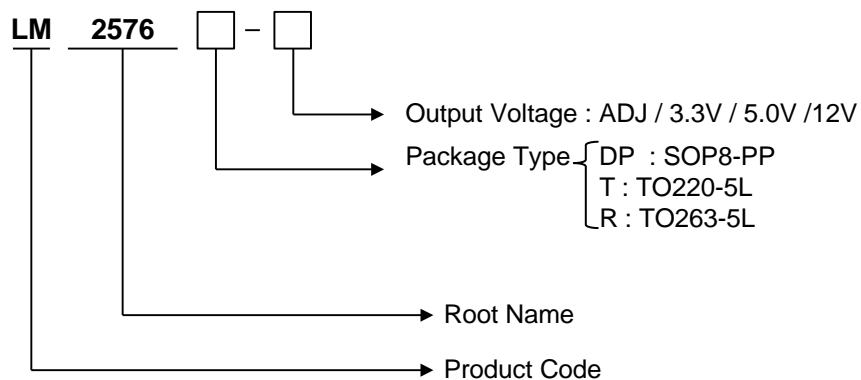 LM 2576 –
Output Voltage : ADJ / 3.3V / 5.0V /12V
Package Type DP : SOP8-PP
T : TO220-5L
R : TO263-5L
Root Name
Product Code